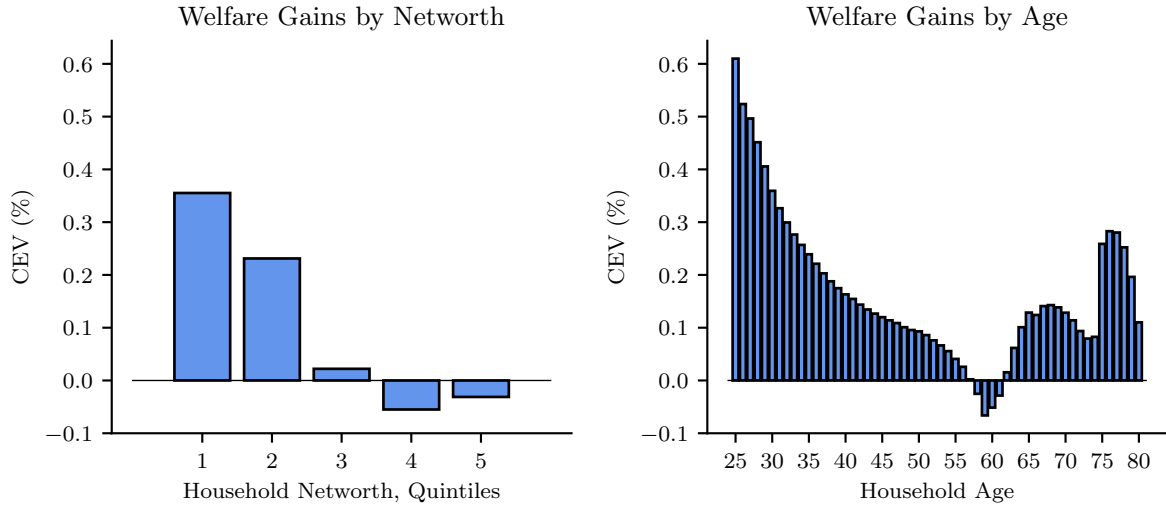 Welfare Gains by Networth
0.6
0.5
0.4
0.3
0.2
0.1
0.0
−0.1
CEV (%)
1 2 3 4 5
Household Networth, Quintiles
Welfare Gains by Age
0.6
0.5
0.4
0.3
0.2
0.1
0.0
−0.1
CEV (%)
25 30 35 40 45 50 55 60 65 70 75 80
Household Age